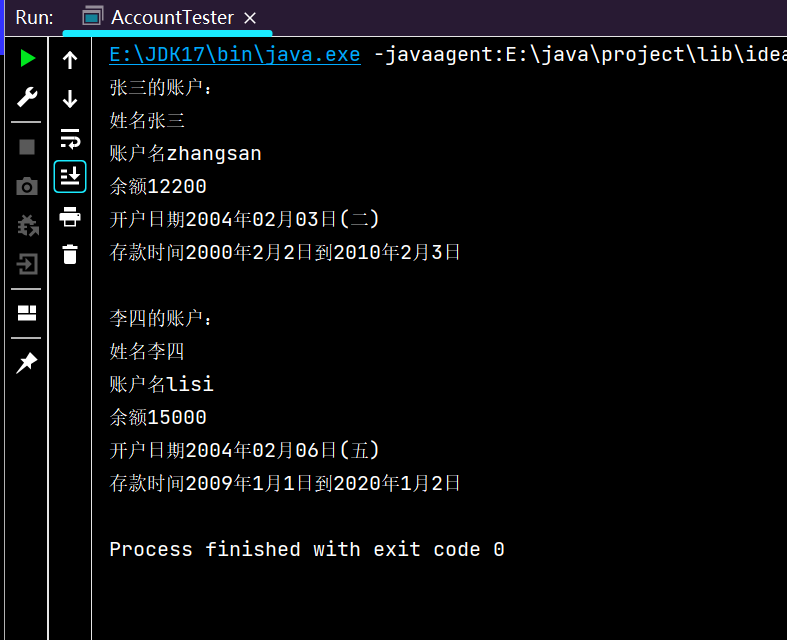 Run: AccountTester
E:\JDK17\bin\java.exe -javaagent:E:\java\project\lib\idea
张三的账户：
姓名张三
账户名zhangsan
余额12200
开户日期2004年02月03日(二)
存款时间2000年2月2日到2010年2月3日
李四的账户：
姓名李四
账户名lisi
余额15000
开户日期2004年02月06日(五)
存款时间2009年1月1日到2020年1月2日
Process finished with exit code 0